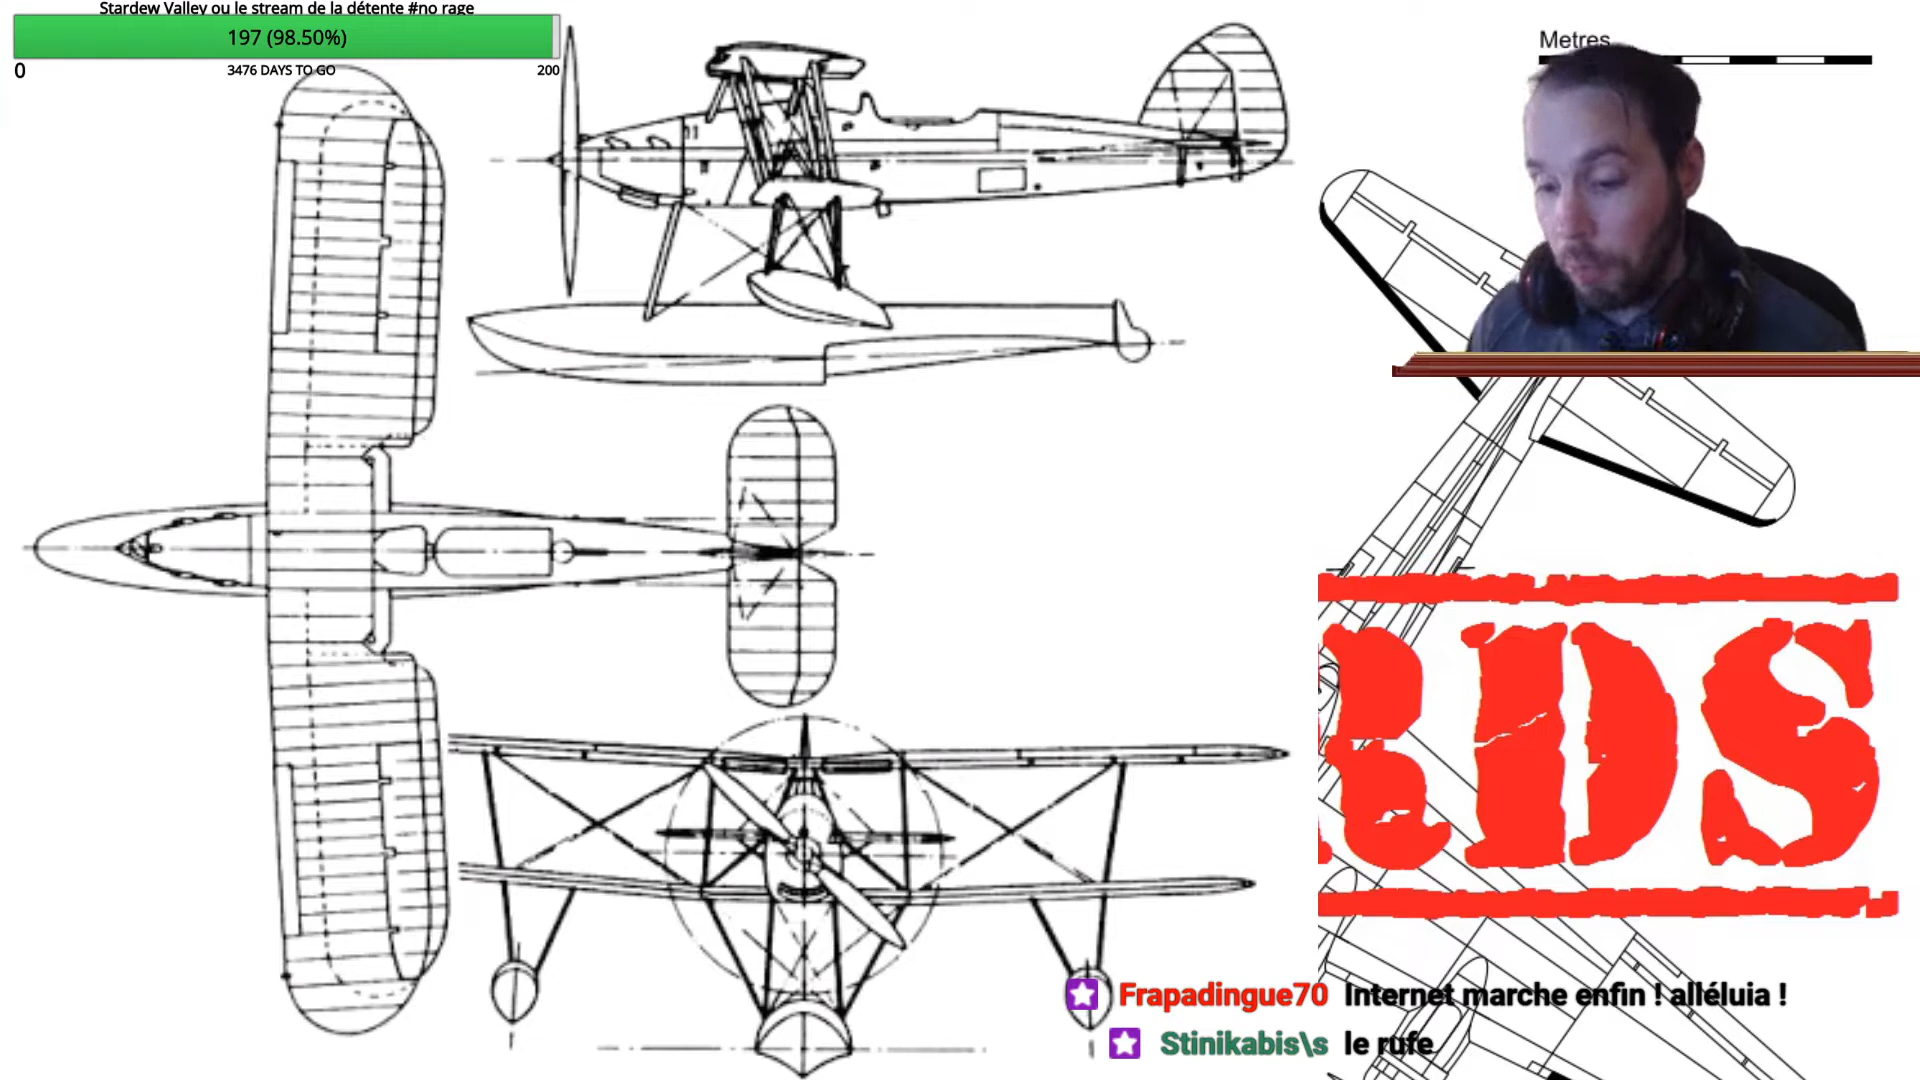 Stardew Valley ou le stream de la détente #no rage
197 (98.50%)
0
3476 DAYS TO GO
200
Metres
Frapadingue70 Internet marche enfin ! alléluia !
Stinikabis\s le rufe